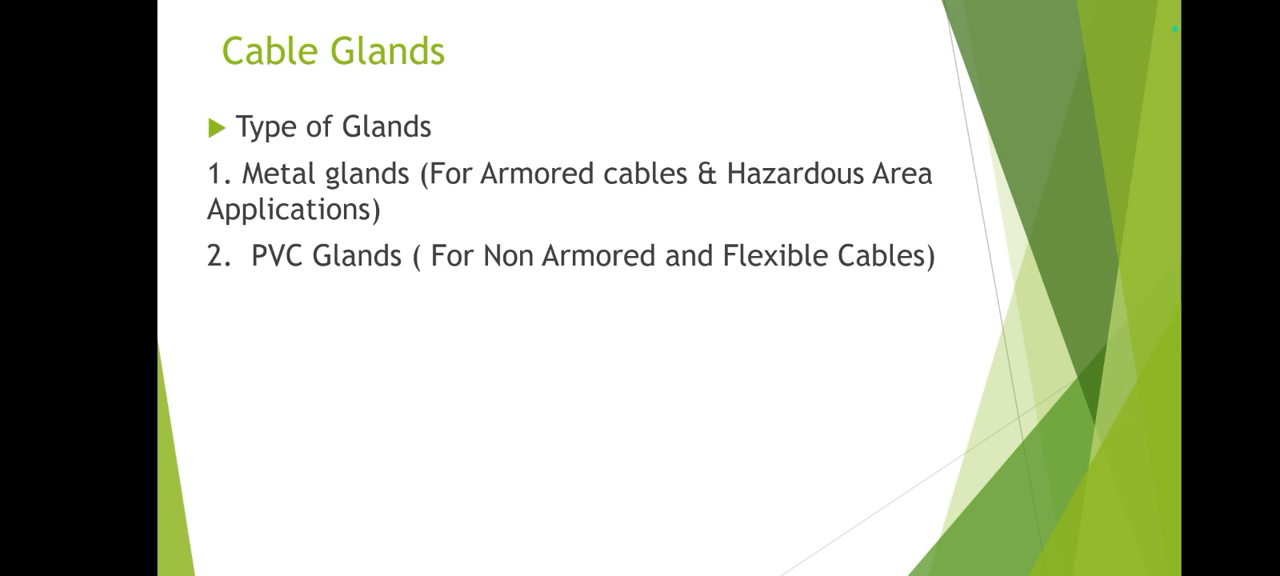 Cable Glands
Type of Glands
1. Metal glands (For Armored cables & Hazardous Area
Applications)
2. PVC Glands ( For Non Armored and Flexible Cables)